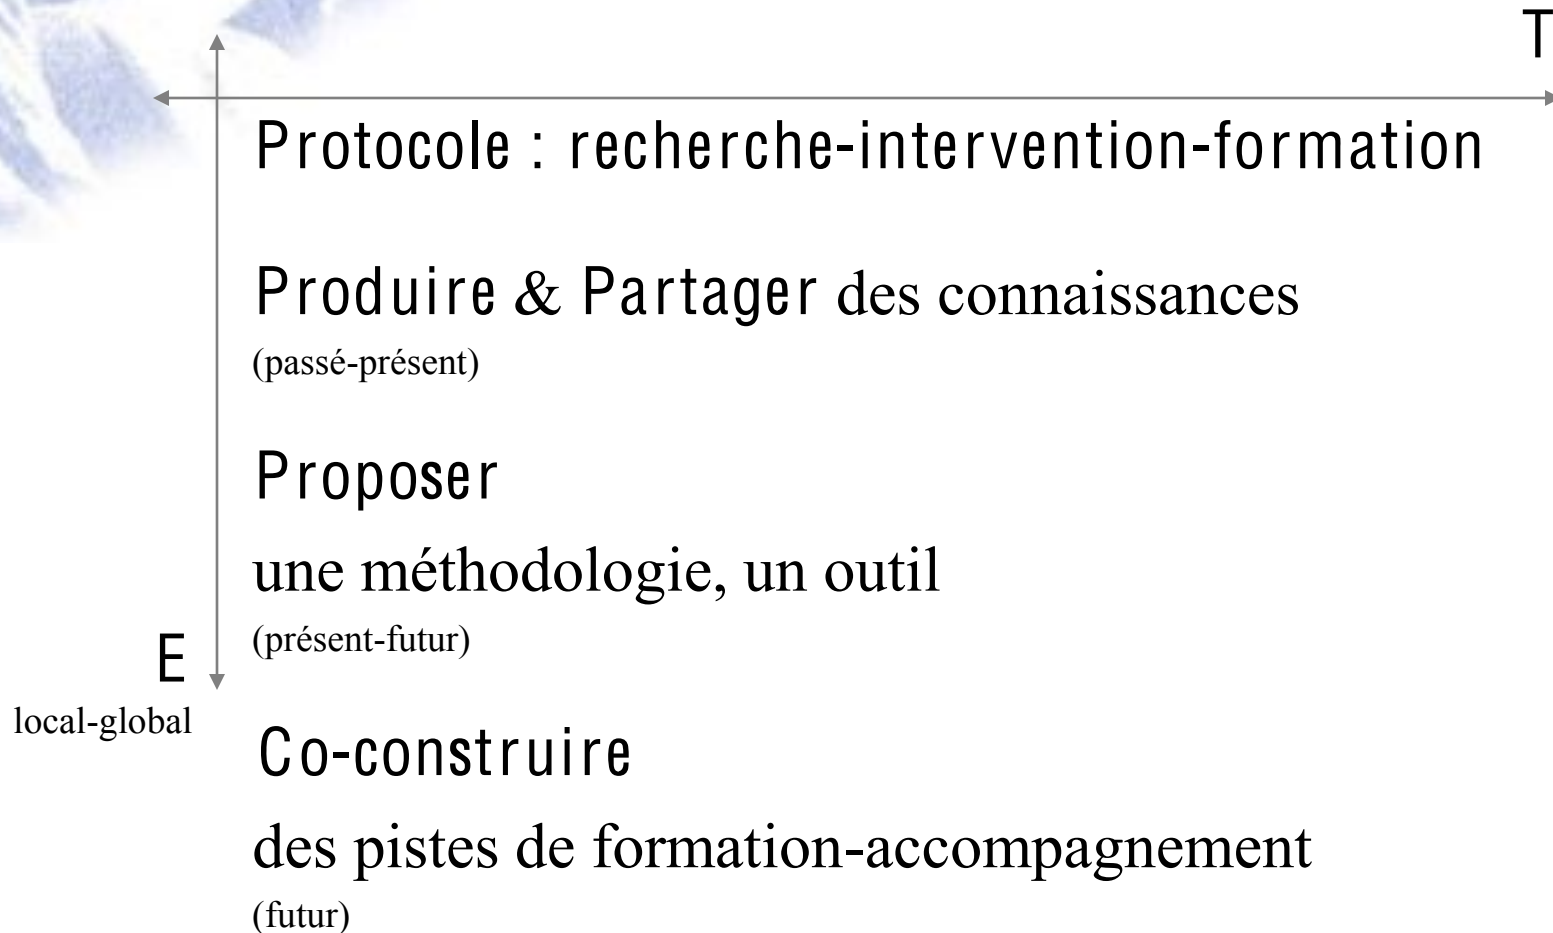 T
Protocole : recherche-intervention-formation
Produire & Partager des connaissances
(passé-présent)
Proposer
une méthodologie, un outil
(présent-futur)
E
local-global
Co-construire
des pistes de formation-accompagnement
(futur)